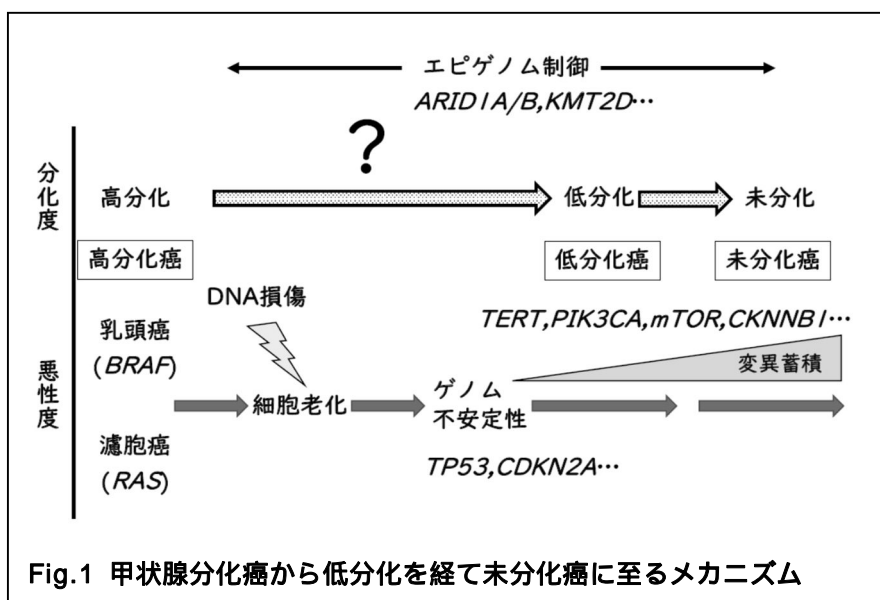 エピゲノム制御
ARID1A/B,KMT2D…
?
分化度
高分化
低分化
未分化
高分化癌
低分化癌
未分化癌
DNA損傷
TERT,PIK3CA,mTOR,CKNNB1…
乳頭癌
(BRAF)
変異蓄積
悪性度
細胞老化
ゲノム
不安定性
濾胞癌
(RAS)
TP53,CDKN2A…
Fig.1 甲状腺分化癌から低分化を経て未分化癌に至るメカニズム